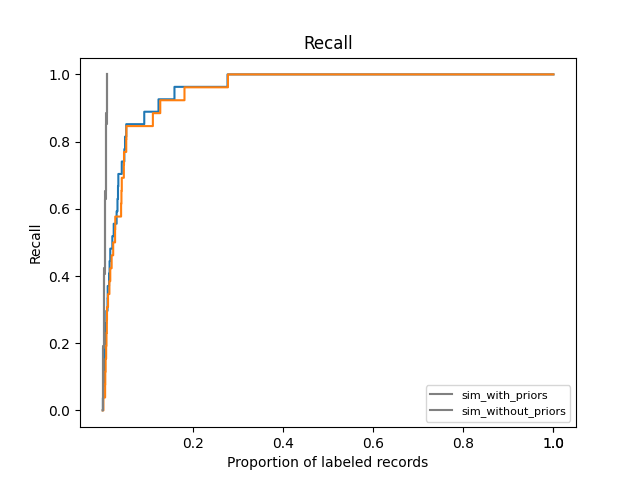 Recall
1.0
0.8
0.6
0.4
0.2
0.0
Recall
sim_with_priors
sim_without_priors
0.2 0.4 0.6 0.8 1.0 1.0
Proportion of labeled records